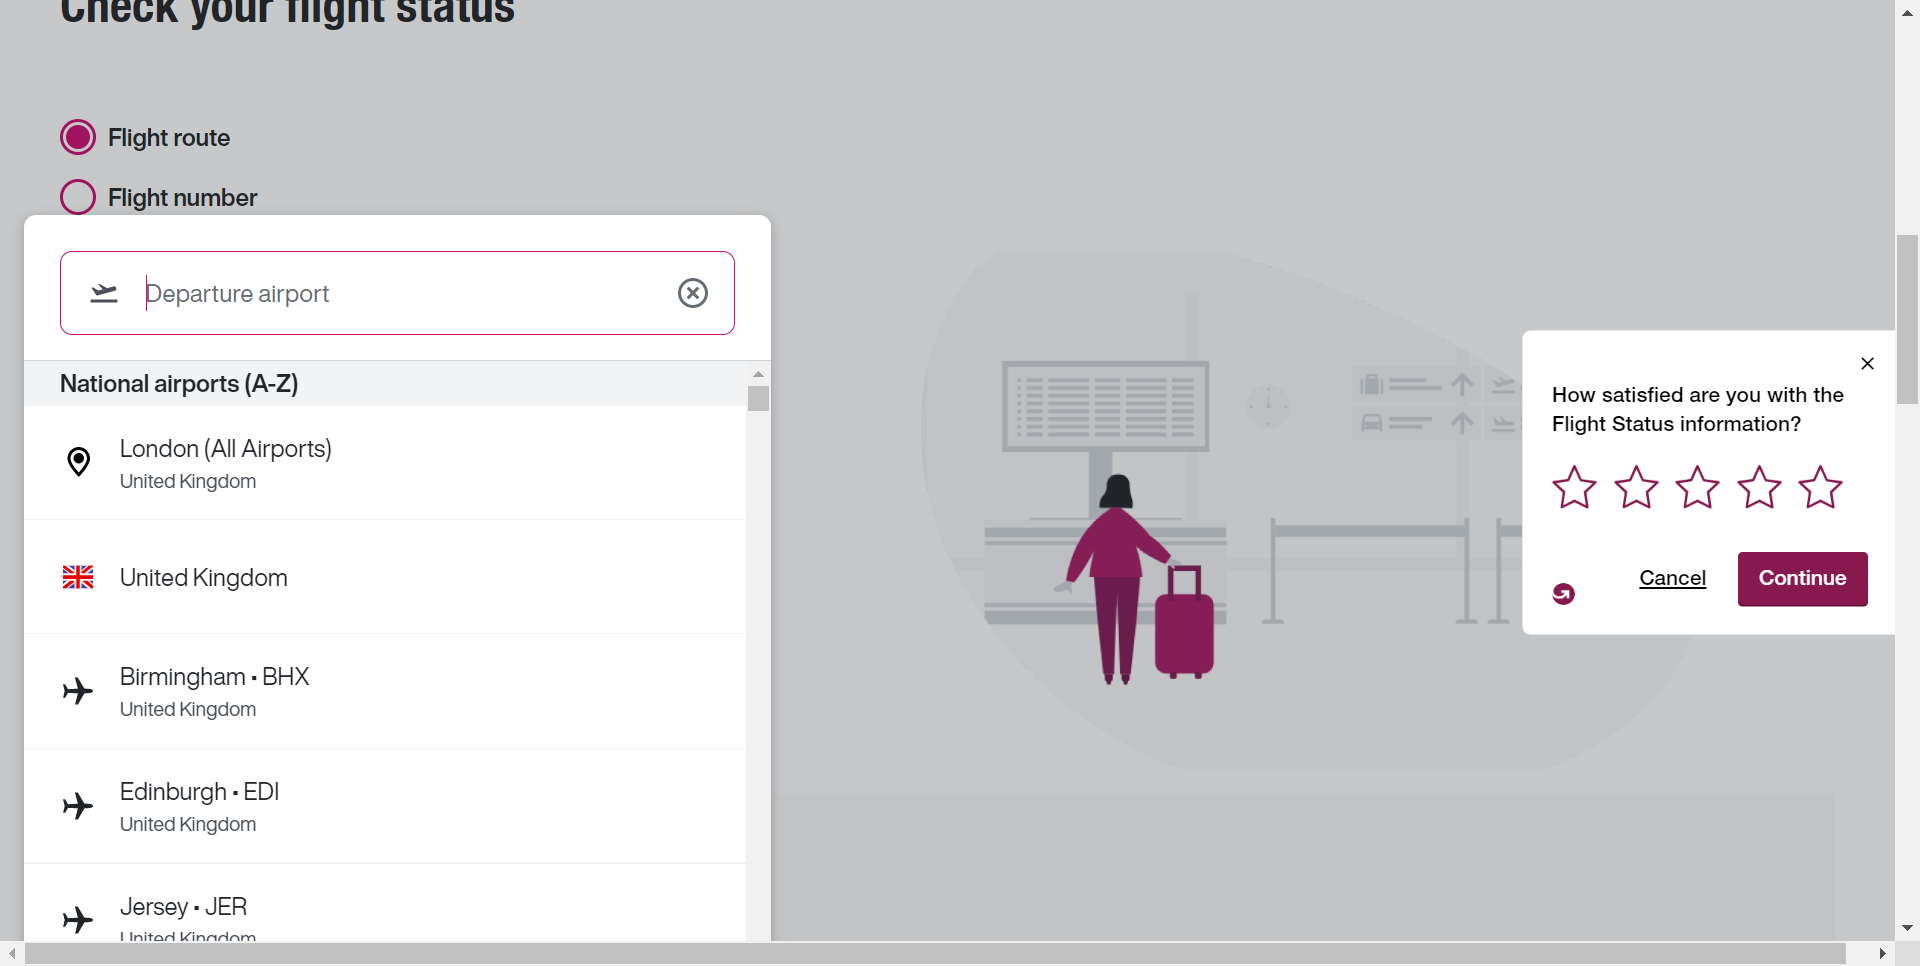 Check your flight status
Flight route
Flight number
Departure airport
National airports (A-Z)
London (All Airports)
United Kingdom
United Kingdom
Birmingham • BHX
United Kingdom
Edinburgh • EDI
United Kingdom
Jersey • JER
United Kingdom
How satisfied are you with the
Flight Status information?
Cancel
Continue